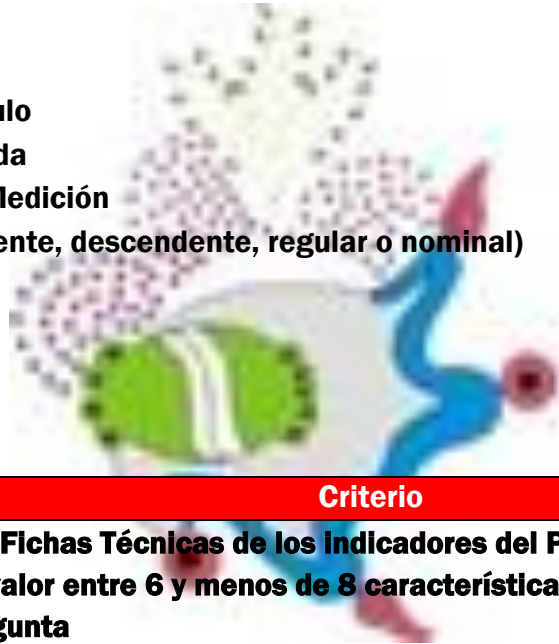 ulo
da
Medición
ente, descendente, regular o nominal)
Criterio
Fichas Técnicas de los indicadores del P
valor entre 6 y menos de 8 característica
gunta